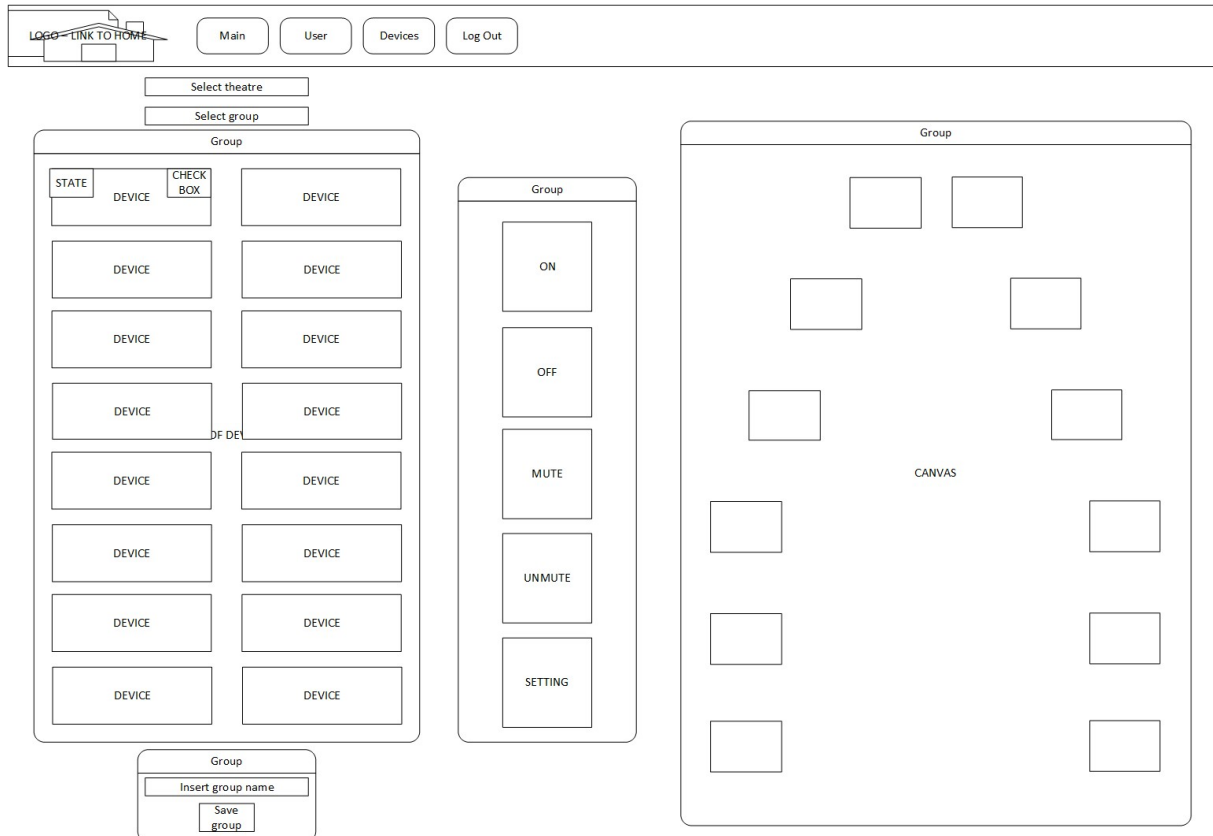 LOGO – LINK TO HOME
Main
User
Devices
Log Out
Select theatre
Select group
Group
STATE
DEVICE
CHECK
BOX
DEVICE
DEVICE
DEVICE
DEVICE
DEVICE
DEVICE
DEVICE
OF DEV
DEVICE
DEVICE
DEVICE
DEVICE
DEVICE
DEVICE
DEVICE
DEVICE
Group
Insert group name
Save
group
Group
ON
OFF
MUTE
UNMUTE
SETTING
Group
CANVAS